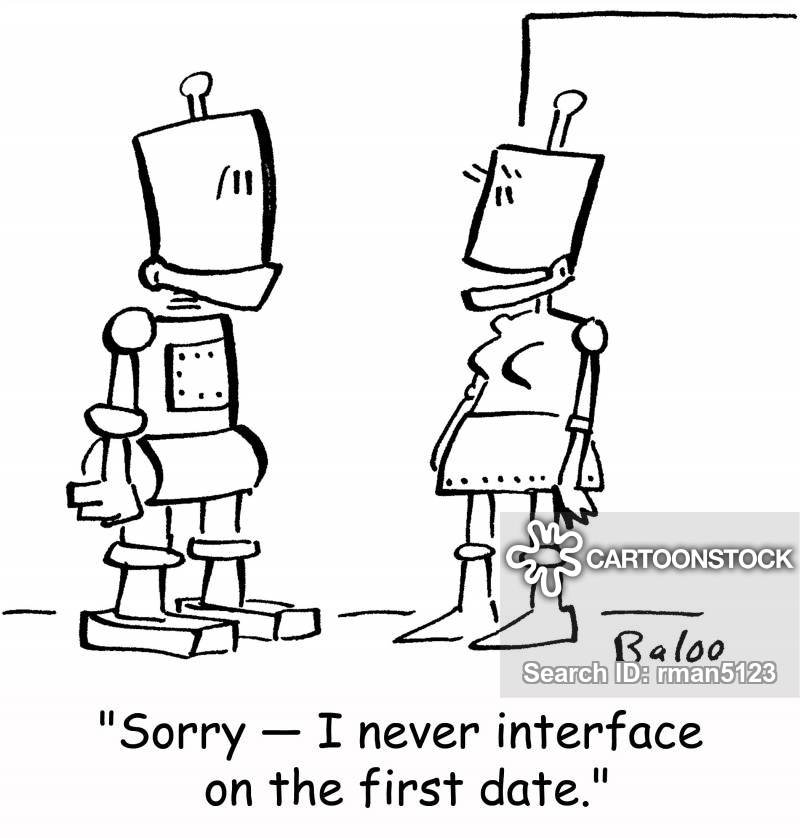 CARTOONSTOCK
Baloo
Search ID: rman5123
"Sorry — I never interface
on the first date."